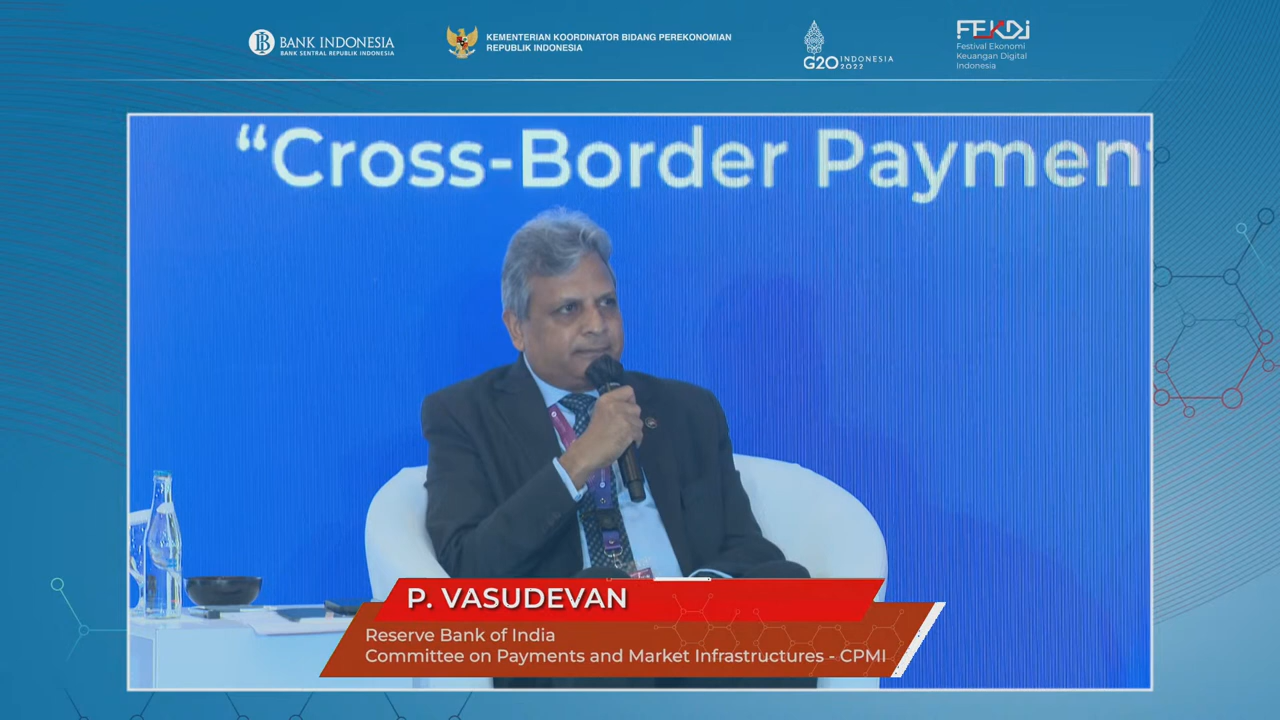 BANK INDONESIA
BANK SENTRAL REPUBLIK INDONESIA
KEMENTERIAN KOORDINATOR BIDANG PEREKONOMIAN
REPUBLIK INDONESIA
G20 INDONESIA
2022
FEKDI
Festival Ekonomi
Keuangan Digital
Indonesia
“Cross-Border Payment
P. VASUDEVAN
Reserve Bank of India
Committee on Payments and Market Infrastructures - CPMI